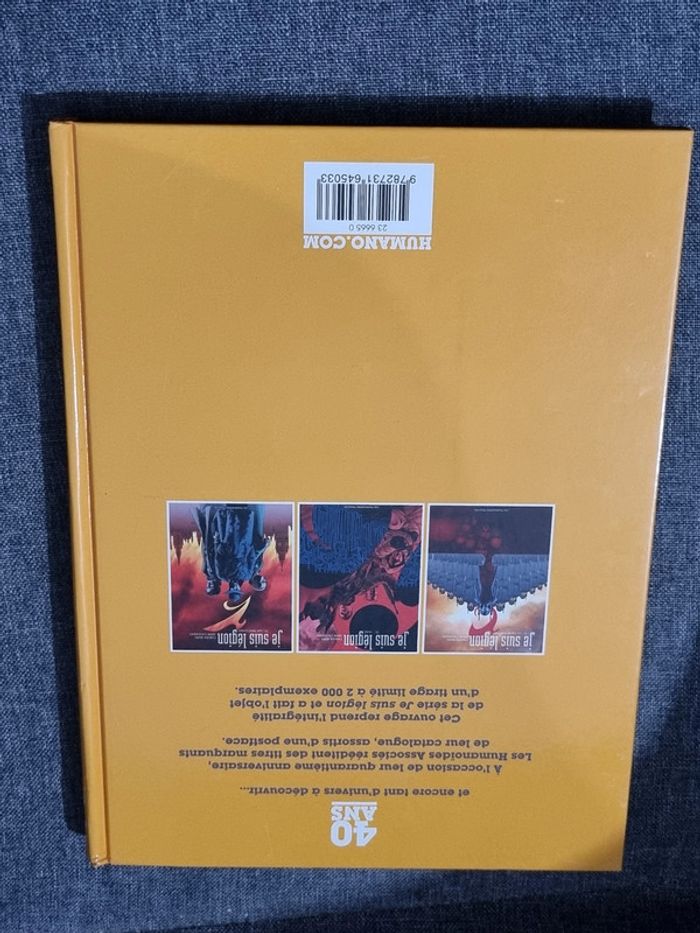 40
ANS
et encore tant d'univers à découvrir...
À l'occasion de leur quarantième anniversaire,
Les Humanoïdes Associés rééditent des titres marquants
de leur catalogue, assortis d'une postface.
Cet ouvrage reprend l'intégralité
de la série Je suis légion et a fait l'objet
d'un tirage limité à 2 000 exemplaires.
je suis légion
je suis légion
je suis légion
HUMANO.COM
23 6665 0
9 782731 645033